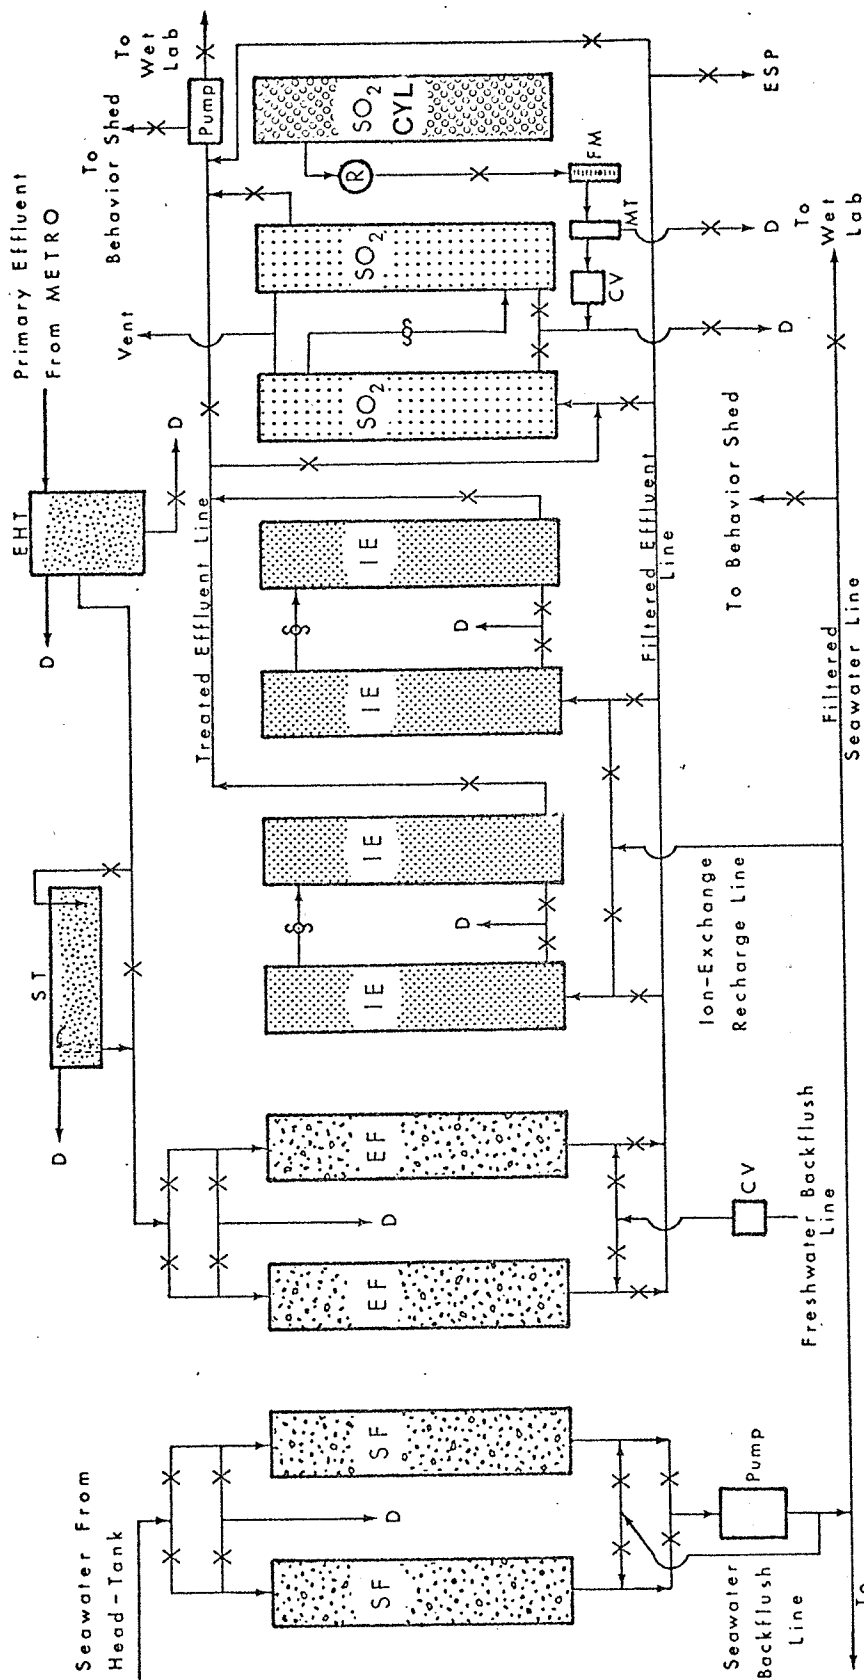 Seawater From
Head-Tank
SF
SF
D
Seawater
Backflush
Line
Pump
To
EF
EF
D
CV
Freshwater Backflush
Line
ST
D
IE
IE
D
IE
IE
D
Ion-Exchange
Recharge Line
EHT
D
D
Primary Effluent
From METRO
Treated Effluent Line
Filtered Effluent
Line
Filtered
Seawater Line
To Behavior Shed
To
Wet
Lab
Vent
SO2
SO2
SO2
CYL
R
FM
MT
CV
D
D
To
Behavior Shed
Pump
To
Wet
Lab
ESP